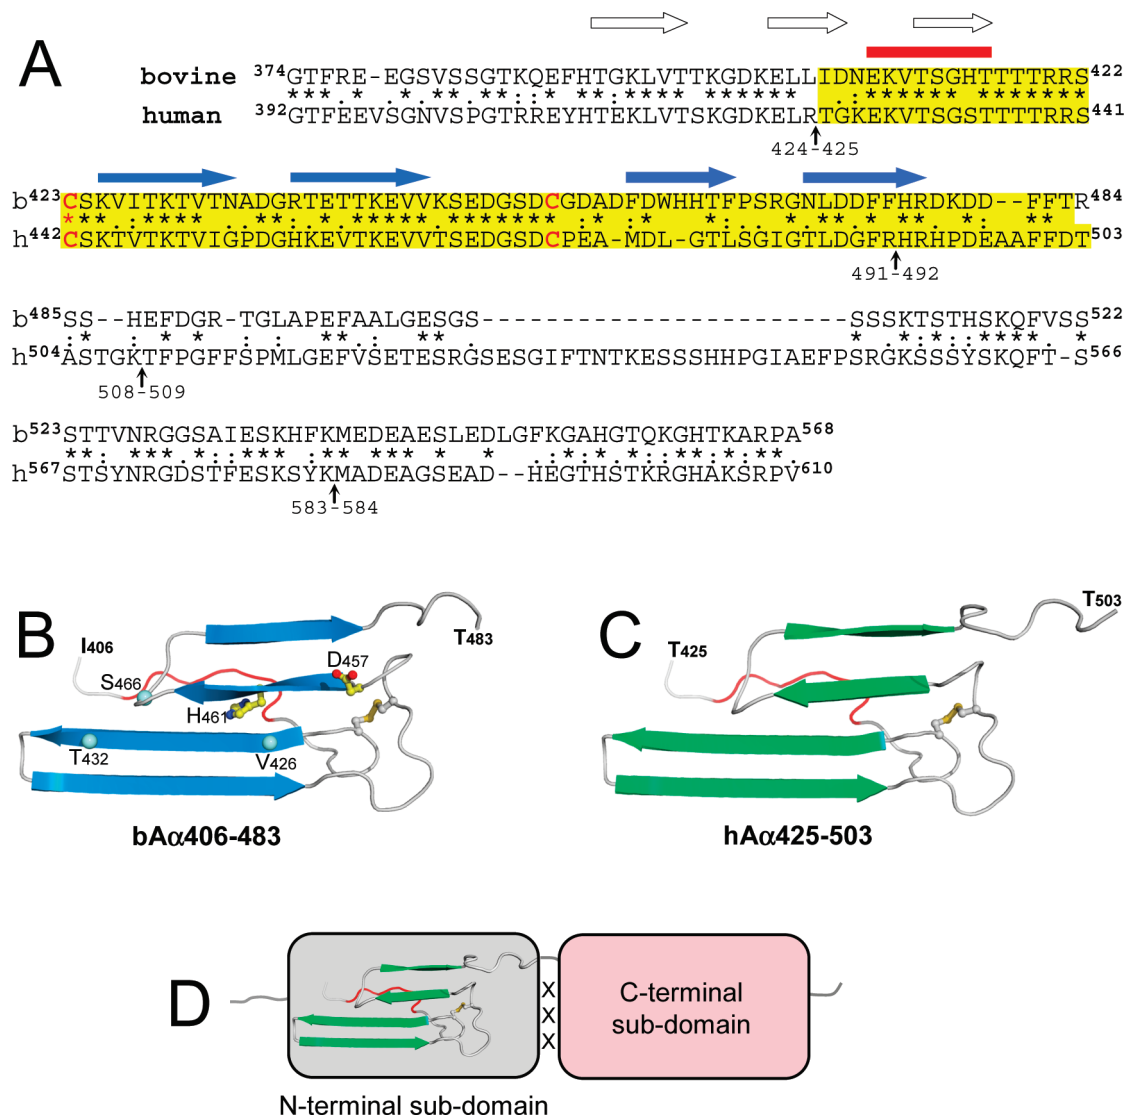 A
bovine 374GTFRE-EGSVSSGTKQEFHTGKLVTTKGDKELLIDNEKVTSGHTTTTRRS422
****.:**.**.**::.:**.*****.******.::******.********
human 392GTFEEVSGNVSPGTRREYHTEKLVTSKGDKELRTGKEKVTSGSTTTTRRS441
424-425
b423CSKVITKTVTNADGRTETTKEVVKSEDGSDCGDADFDWHHTFPSRGNLDDFFHRDKDD--FFTR484
h442CSKTVTKTVIGPDGHKEVTKEVVTSEDGSDCPEA-MDL-GTLSGIGTLDGFRHRHPDEAAFFDT503
491-492
b485SS--HEFDGR-TGLAPEFAALGESGS-----------------------SSSKTSTHSKQFVSS522
h504ASTGKTFPGFFSPMLGEFVSETESRGSESGIFTNTKESSSHHPGIAEFPSRGKSSSYSKQFT-S566
508-509
b523STTVNRGGSAIESKHFKMEDEAESLEDLGFKGAHGTQKGHTKARPA568
h567STSYNRGDSTFESKSYKMADEAGSEAD--HEGTHSTKRGHAKSRPV610
583-584
B
I406
S466
D457
T483
H461
T432
V426
bAα406-483
C
T425
T503
hAα425-503
D
X
X
X
C-terminal
sub-domain
N-terminal sub-domain